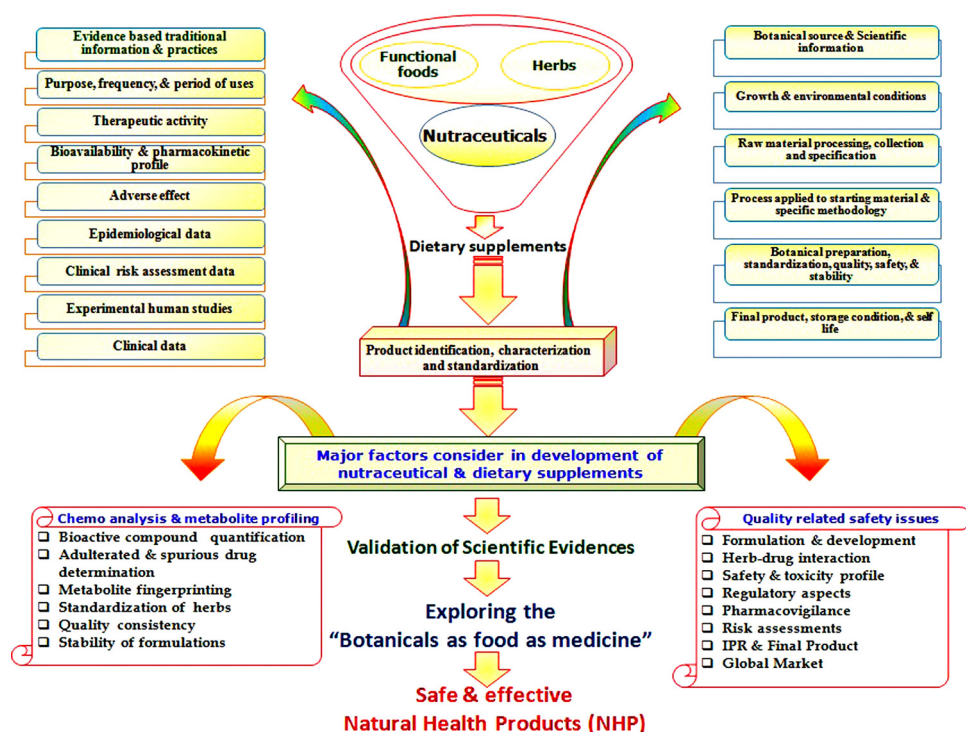 Evidence based traditional
information & practices
Purpose, frequency, & period of uses
Therapeutic activity
Bioavailability & pharmacokinetic
profile
Adverse effect
Epidemiological data
Clinical risk assessment data
Experimental human studies
Clinical data
Functional
foods
Herbs
Nutraceuticals
Dietary supplements
Product identification, characterization
and standardization
Botanical source & Scientific
information
Growth & environmental conditions
Raw material processing, collection
and specification
Process applied to starting material &
specific methodology
Botanical preparation,
standardization, quality, safety, &
stability
Final product, storage condition, & self
life
Major factors consider in development of
nutraceutical & dietary supplements
Chemo analysis & metabolite profiling
❑ Bioactive compound quantification
❑ Adulterated & spurious drug
determination
❑ Metabolite fingerprinting
❑ Standardization of herbs
❑ Quality consistency
❑ Stability of formulations
Validation of Scientific Evidences
Exploring the
“Botanicals as food as medicine”
Safe & effective
Natural Health Products (NHP)
Quality related safety issues
❑ Formulation & development
❑ Herb-drug interaction
❑ Safety & toxicity profile
❑ Regulatory aspects
❑ Pharmacovigilance
❑ Risk assessments
❑ IPR & Final Product
❑ Global Market